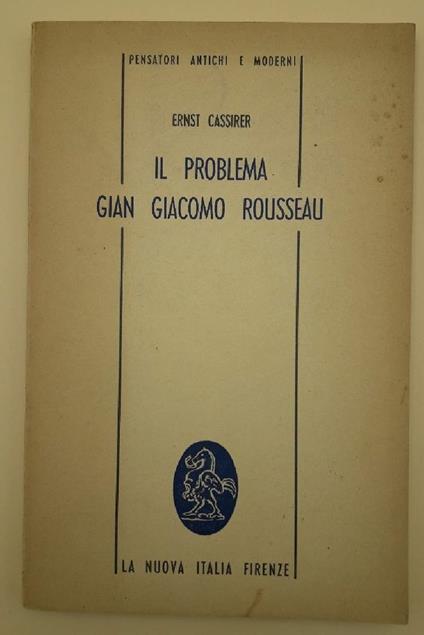 PENSATORI ANTICHI E MODERNI
ERNST CASSIRER
IL PROBLEMA
GIAN GIACOMO ROUSSEAU
LA NUOVA ITALIA FIRENZE